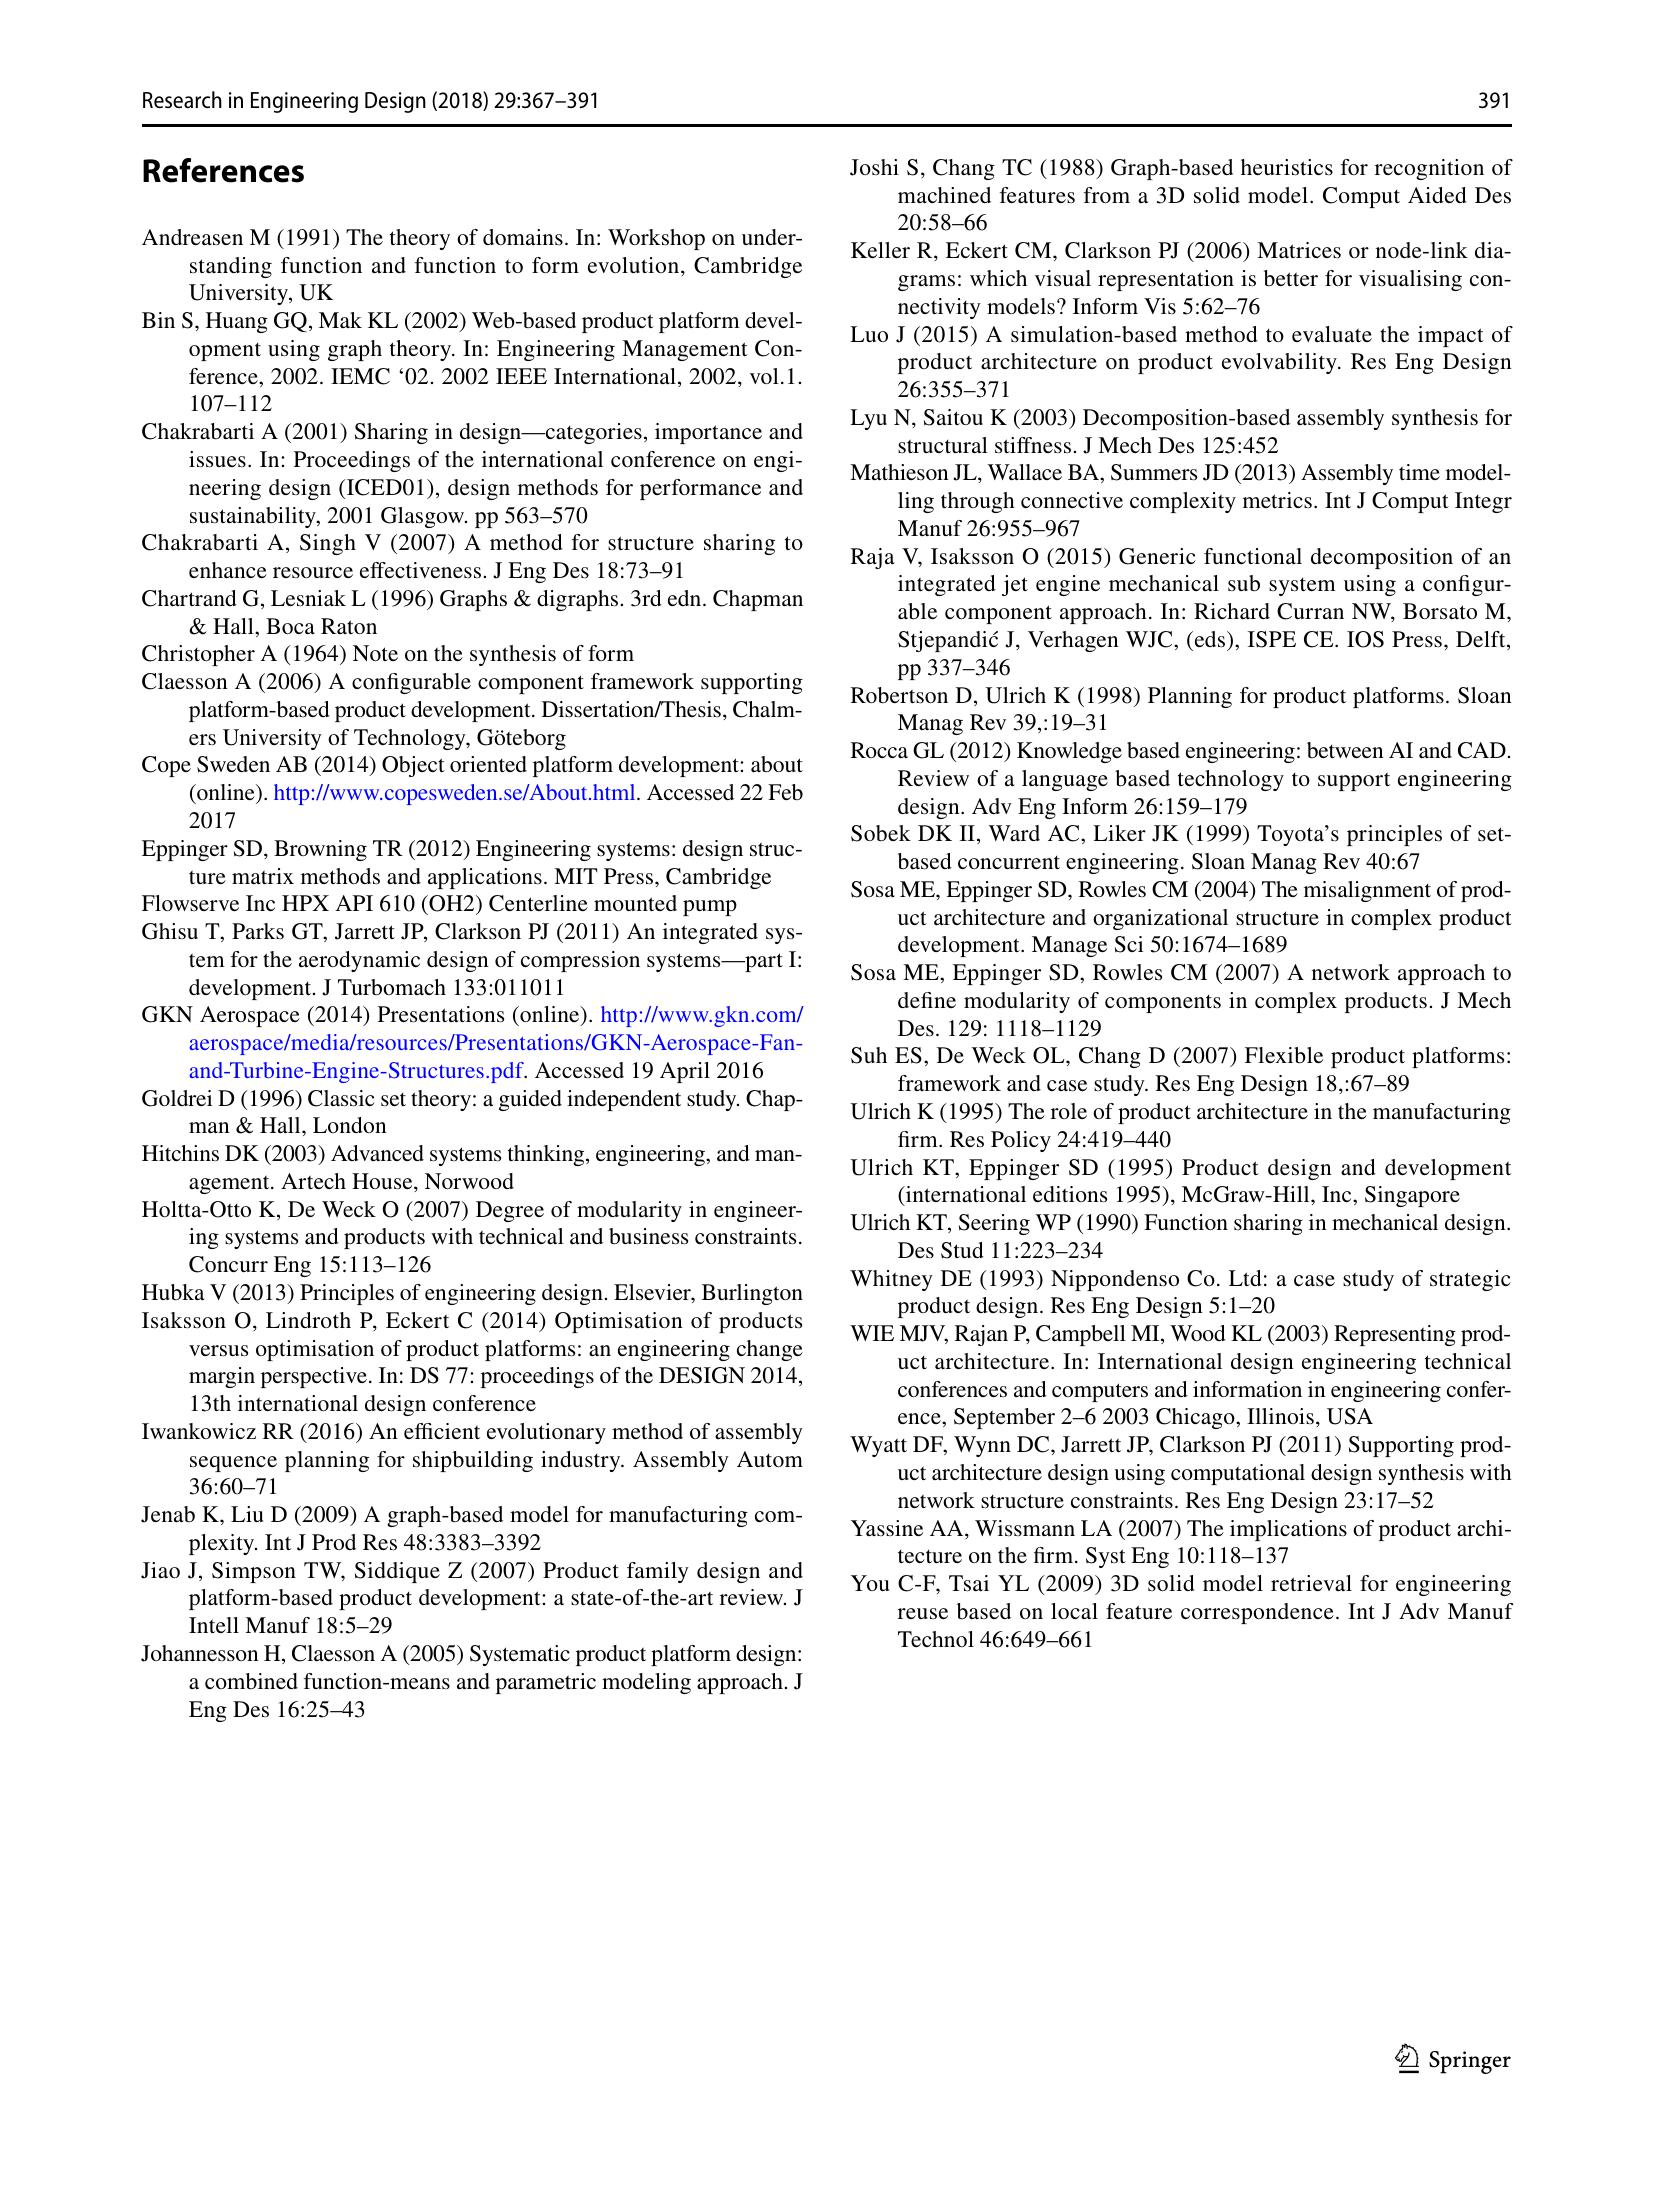 Research in Engineering Design (2018) 29:367–391
391
References
Andreasen M (1991) The theory of domains. In: Workshop on under-
standing function and function to form evolution, Cambridge
University, UK
Bin S, Huang GQ, Mak KL (2002) Web-based product platform devel-
opment using graph theory. In: Engineering Management Con-
ference, 2002. IEMC ‘02. 2002 IEEE International, 2002, vol.1.
107–112
Chakrabarti A (2001) Sharing in design—categories, importance and
issues. In: Proceedings of the international conference on engi-
neering design (ICED01), design methods for performance and
sustainability, 2001 Glasgow. pp 563–570
Chakrabarti A, Singh V (2007) A method for structure sharing to
enhance resource effectiveness. J Eng Des 18:73–91
Chartrand G, Lesniak L (1996) Graphs & digraphs. 3rd edn. Chapman
& Hall, Boca Raton
Christopher A (1964) Note on the synthesis of form
Claesson A (2006) A configurable component framework supporting
platform-based product development. Dissertation/Thesis, Chalm-
ers University of Technology, Göteborg
Cope Sweden AB (2014) Object oriented platform development: about
(online). http://www.copesweden.se/About.html. Accessed 22 Feb
2017
Eppinger SD, Browning TR (2012) Engineering systems: design struc-
ture matrix methods and applications. MIT Press, Cambridge
Flowserve Inc HPX API 610 (OH2) Centerline mounted pump
Ghisu T, Parks GT, Jarrett JP, Clarkson PJ (2011) An integrated sys-
tem for the aerodynamic design of compression systems—part I:
development. J Turbomach 133:011011
GKN Aerospace (2014) Presentations (online). http://www.gkn.com/
aerospace/media/resources/Presentations/GKN-Aerospace-Fan-
and-Turbine-Engine-Structures.pdf. Accessed 19 April 2016
Goldrei D (1996) Classic set theory: a guided independent study. Chap-
man & Hall, London
Hitchins DK (2003) Advanced systems thinking, engineering, and man-
agement. Artech House, Norwood
Holtta-Otto K, De Weck O (2007) Degree of modularity in engineer-
ing systems and products with technical and business constraints.
Concurr Eng 15:113–126
Hubka V (2013) Principles of engineering design. Elsevier, Burlington
Isaksson O, Lindroth P, Eckert C (2014) Optimisation of products
versus optimisation of product platforms: an engineering change
margin perspective. In: DS 77: proceedings of the DESIGN 2014,
13th international design conference
Iwankowicz RR (2016) An efficient evolutionary method of assembly
sequence planning for shipbuilding industry. Assembly Autom
36:60–71
Jenab K, Liu D (2009) A graph-based model for manufacturing com-
plexity. Int J Prod Res 48:3383–3392
Jiao J, Simpson TW, Siddique Z (2007) Product family design and
platform-based product development: a state-of-the-art review. J
Intell Manuf 18:5–29
Johannesson H, Claesson A (2005) Systematic product platform design:
a combined function-means and parametric modeling approach. J
Eng Des 16:25–43
Joshi S, Chang TC (1988) Graph-based heuristics for recognition of
machined features from a 3D solid model. Comput Aided Des
20:58–66
Keller R, Eckert CM, Clarkson PJ (2006) Matrices or node-link dia-
grams: which visual representation is better for visualising con-
nectivity models? Inform Vis 5:62–76
Luo J (2015) A simulation-based method to evaluate the impact of
product architecture on product evolvability. Res Eng Design
26:355–371
Lyu N, Saitou K (2003) Decomposition-based assembly synthesis for
structural stiffness. J Mech Des 125:452
Mathieson JL, Wallace BA, Summers JD (2013) Assembly time model-
ling through connective complexity metrics. Int J Comput Integr
Manuf 26:955–967
Raja V, Isaksson O (2015) Generic functional decomposition of an
integrated jet engine mechanical sub system using a configur-
able component approach. In: Richard Curran NW, Borsato M,
Stjepandić J, Verhagen WJC, (eds), ISPE CE. IOS Press, Delft,
pp 337–346
Robertson D, Ulrich K (1998) Planning for product platforms. Sloan
Manag Rev 39,:19–31
Rocca GL (2012) Knowledge based engineering: between AI and CAD.
Review of a language based technology to support engineering
design. Adv Eng Inform 26:159–179
Sobek DK II, Ward AC, Liker JK (1999) Toyota’s principles of set-
based concurrent engineering. Sloan Manag Rev 40:67
Sosa ME, Eppinger SD, Rowles CM (2004) The misalignment of prod-
uct architecture and organizational structure in complex product
development. Manage Sci 50:1674–1689
Sosa ME, Eppinger SD, Rowles CM (2007) A network approach to
define modularity of components in complex products. J Mech
Des. 129: 1118–1129
Suh ES, De Weck OL, Chang D (2007) Flexible product platforms:
framework and case study. Res Eng Design 18,:67–89
Ulrich K (1995) The role of product architecture in the manufacturing
firm. Res Policy 24:419–440
Ulrich KT, Eppinger SD (1995) Product design and development
(international editions 1995), McGraw-Hill, Inc, Singapore
Ulrich KT, Seering WP (1990) Function sharing in mechanical design.
Des Stud 11:223–234
Whitney DE (1993) Nippondenso Co. Ltd: a case study of strategic
product design. Res Eng Design 5:1–20
WIE MJV, Rajan P, Campbell MI, Wood KL (2003) Representing prod-
uct architecture. In: International design engineering technical
conferences and computers and information in engineering confer-
ence, September 2–6 2003 Chicago, Illinois, USA
Wyatt DF, Wynn DC, Jarrett JP, Clarkson PJ (2011) Supporting prod-
uct architecture design using computational design synthesis with
network structure constraints. Res Eng Design 23:17–52
Yassine AA, Wissmann LA (2007) The implications of product archi-
tecture on the firm. Syst Eng 10:118–137
You C-F, Tsai YL (2009) 3D solid model retrieval for engineering
reuse based on local feature correspondence. Int J Adv Manuf
Technol 46:649–661
Springer